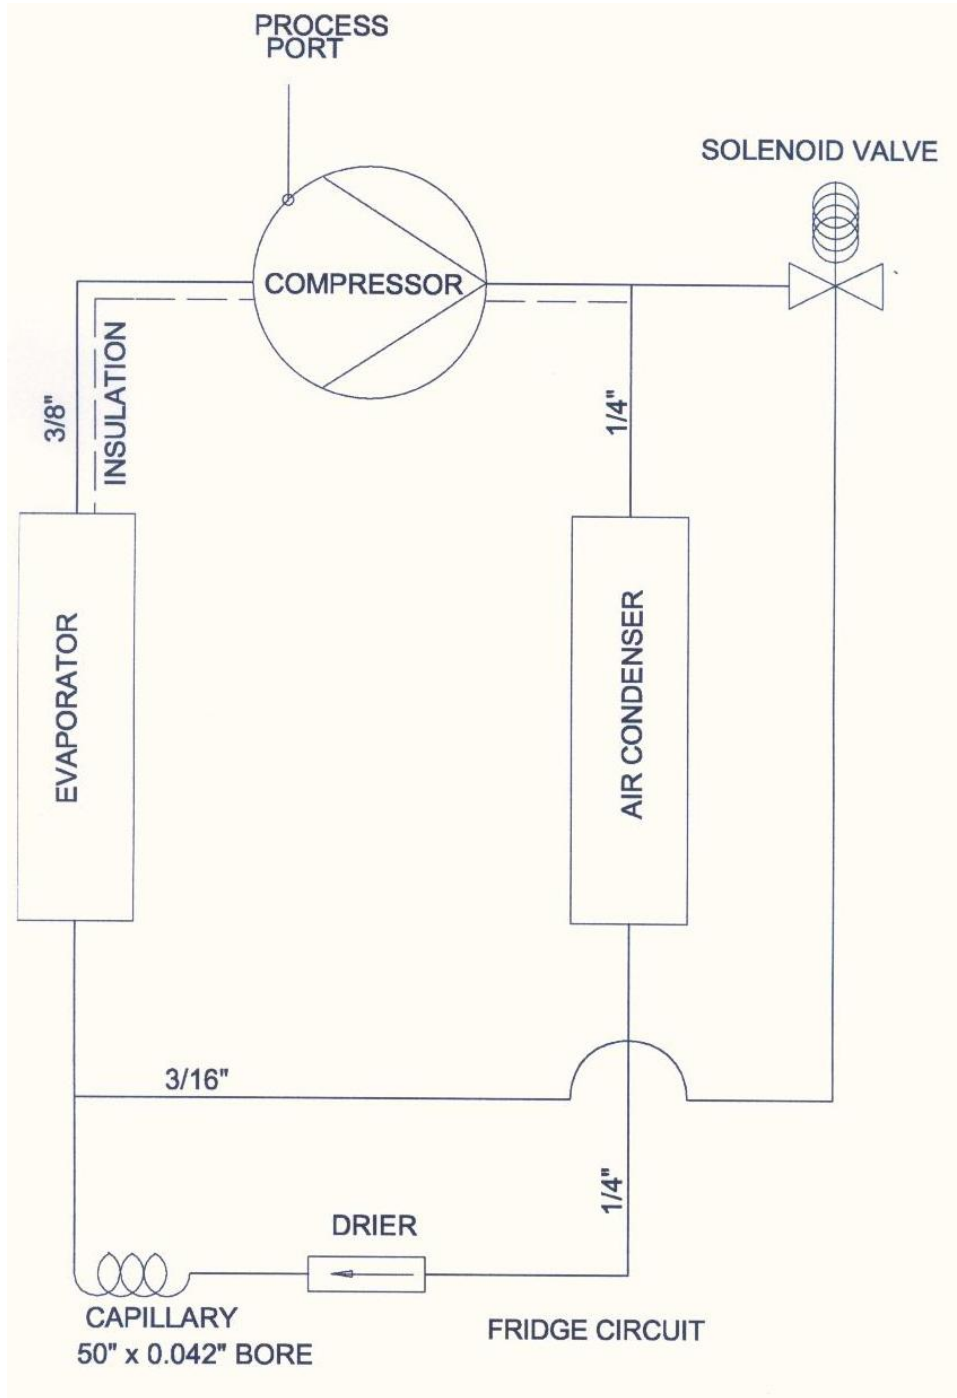 PROCESS
PORT
SOLENOID VALVE
COMPRESSOR
INSULATION
3/8"
1/4"
EVAPORATOR
AIR CONDENSER
3/16"
1/4"
DRIER
CAPILLARY
50" x 0.042" BORE
FRIDGE CIRCUIT